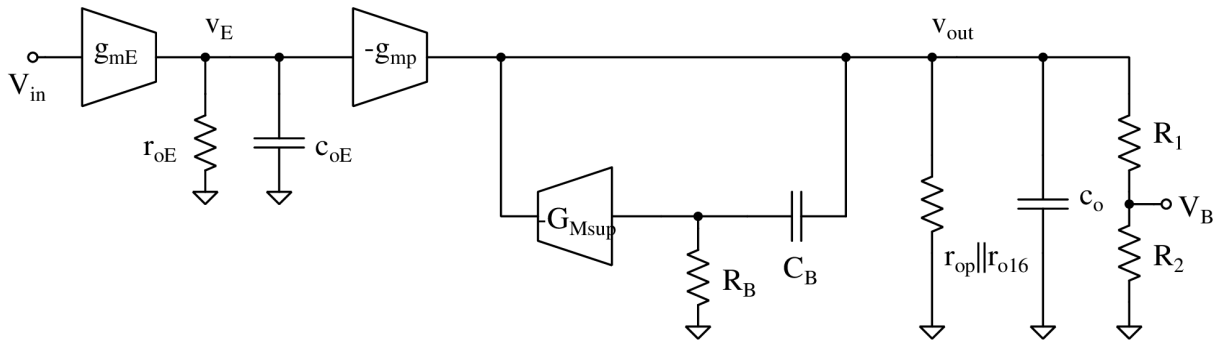 v_E
v_out
g_mE
-g_mp
V_in
r_oE
c_oE
R_1
c_o
V_B
-G_Msup
r_op||r_o16
R_2
R_B
C_B